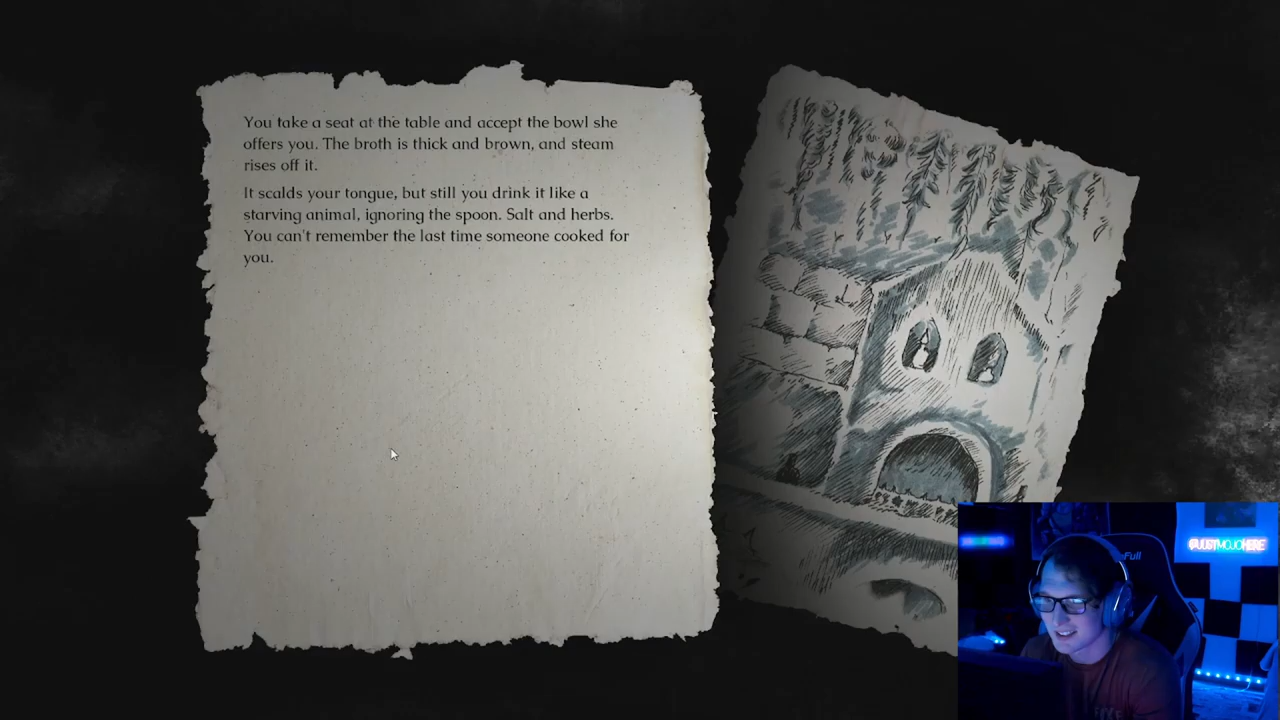 You take a seat at the table and accept the bowl she
offers you. The broth is thick and brown, and steam
rises off it.
It scalds your tongue, but still you drink it like a
starving animal, ignoring the spoon. Salt and herbs.
You can't remember the last time someone cooked for
you.